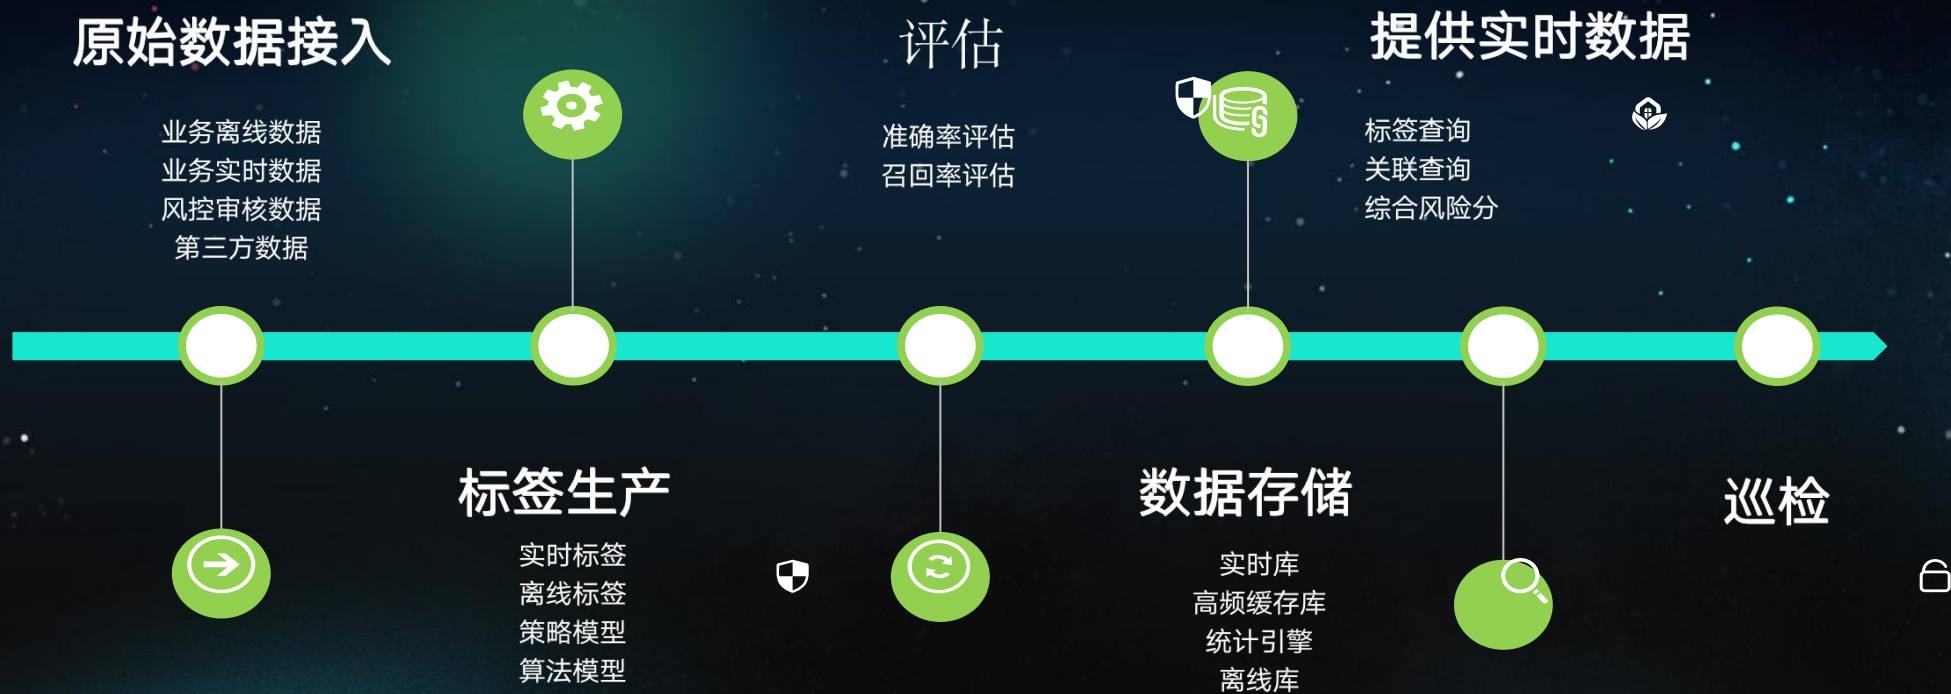 原始数据接入
业务离线数据
业务实时数据
风控审核数据
第三方数据
标签生产
实时标签
离线标签
策略模型
算法模型
评估
准确率评估
召回率评估
数据存储
实时库
高频缓存库
统计引擎
离线库
提供实时数据
标签查询
关联查询
综合风险分
巡检